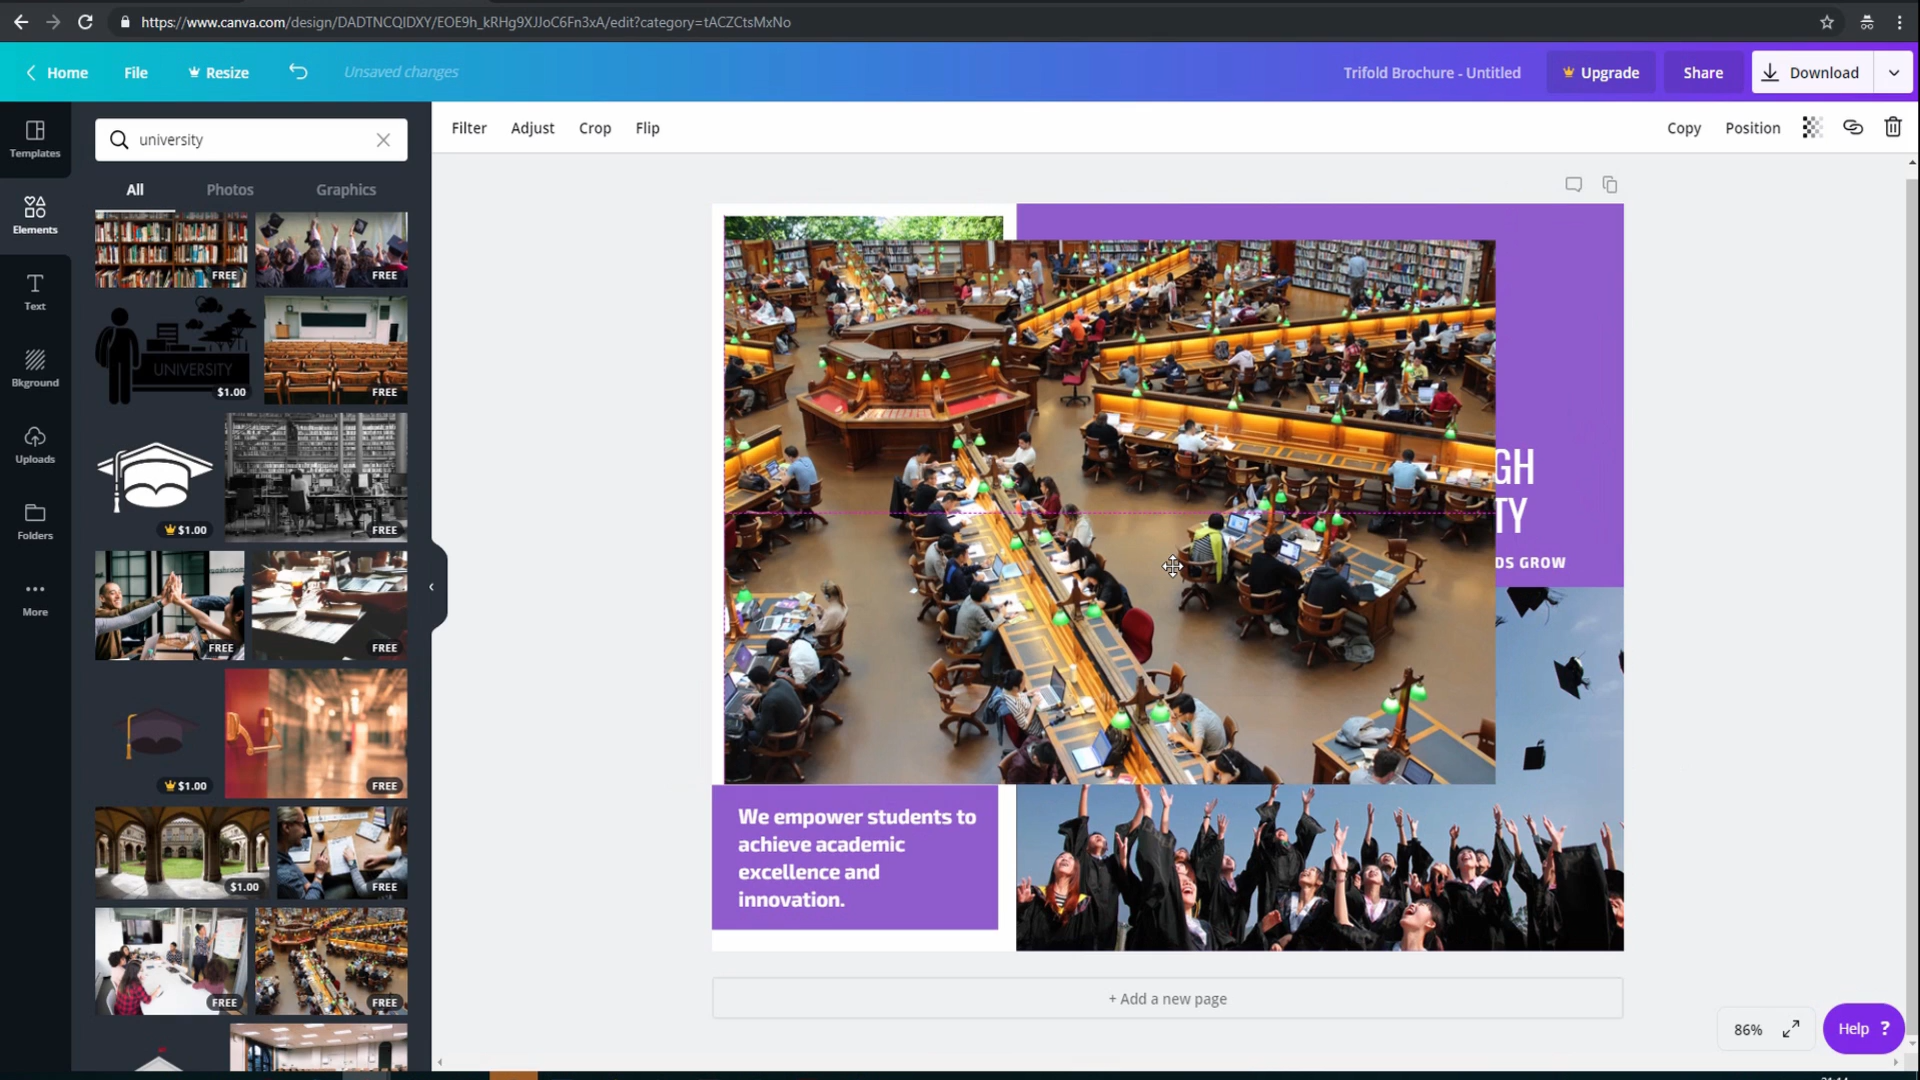 https://www.canva.com/design/DADTNCQIDXY/EOE9h_kRHg9XJJoC6Fn3xA/edit?category=tACZCtsMxNo
Home
File
Resize
Unsaved changes
Trifold Brochure - Untitled
Upgrade
Share
Download
Templates
Elements
Text
Bkground
Uploads
Folders
More
university
All
Photos
Graphics
FREE
FREE
UNIVERSITY
$1.00
FREE
$1.00
FREE
FREE
FREE
$1.00
FREE
$1.00
FREE
FREE
FREE
Filter
Adjust
Crop
Flip
Copy
Position
GH
TY
DS GROW
We empower students to
achieve academic
excellence and
innovation.
+ Add a new page
86%
Help ?